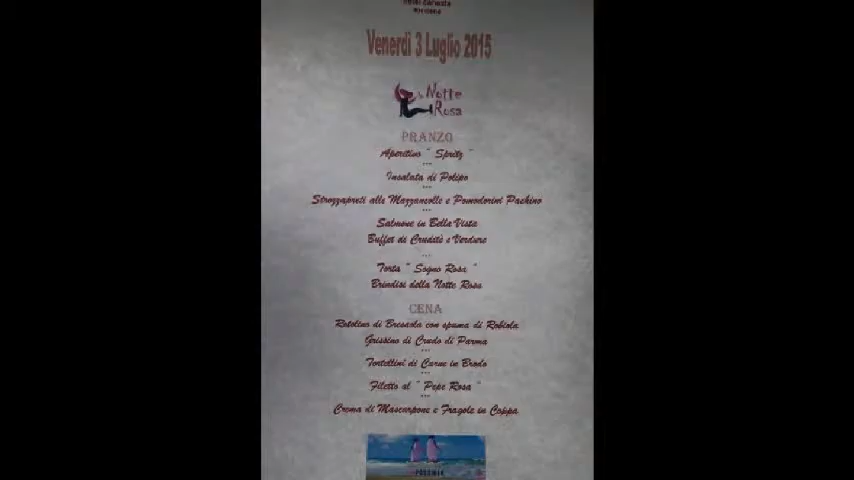 Venerdì 3 Luglio 2015
Notte
Rosa
PRANZO
Aperitivo " Spritz "
***
Insalata di Polipo
***
Strozzapreti alle Mazzancolle e Pomodorini Pachino
***
Salmone in Bella Vista
Buffet di Crudité e Verdure
***
Torta " Sogno Rosa "
Brindisi della Notte Rosa
CENA
Rotolino di Bresaola con spuma di Robiola
Grissino di Crudo di Parma
***
Tortellini di Carne in Brodo
***
Filetto al " Pepe Rosa "
***
Crema di Mascarpone e Fragole in Coppa